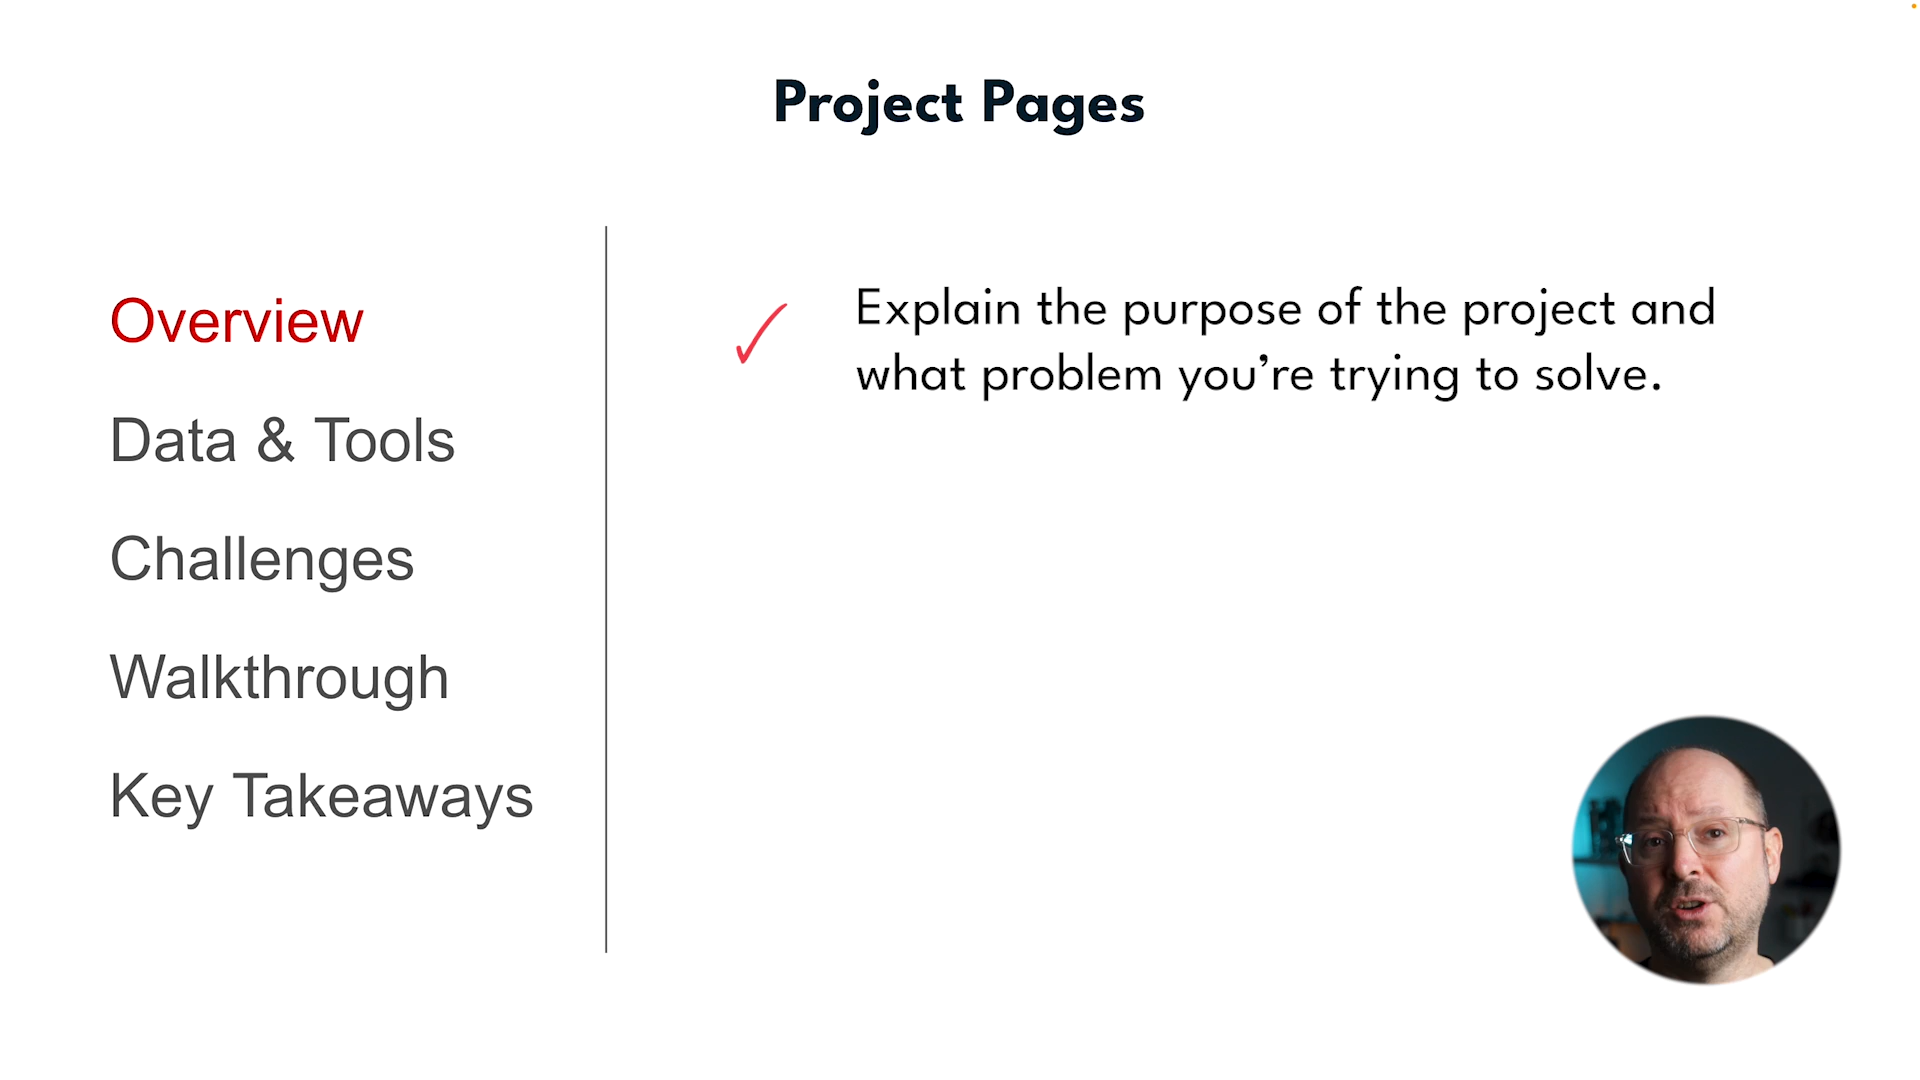 Project Pages
Overview
Data & Tools
Challenges
Walkthrough
Key Takeaways
Explain the purpose of the project and
what problem you’re trying to solve.